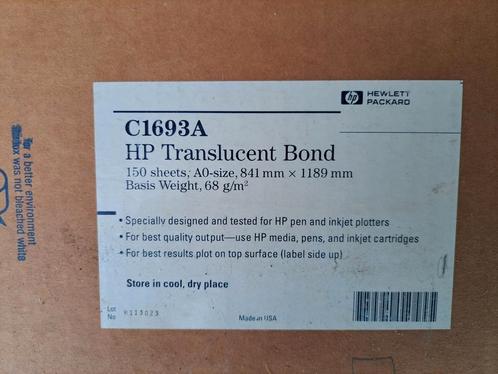 hp HEWLETT
PACKARD
C1693A
HP Translucent Bond
150 sheets, A0-size, 841 mm × 1189 mm
Basis Weight, 68 g/m²
• Specially designed and tested for HP pen and inkjet plotters
• For best quality output—use HP media, pens, and inkjet cartridges
• For best results plot on top surface (label side up)
Store in cool, dry place
Lot
No
Made in USA
for a better environment
was not bleached white